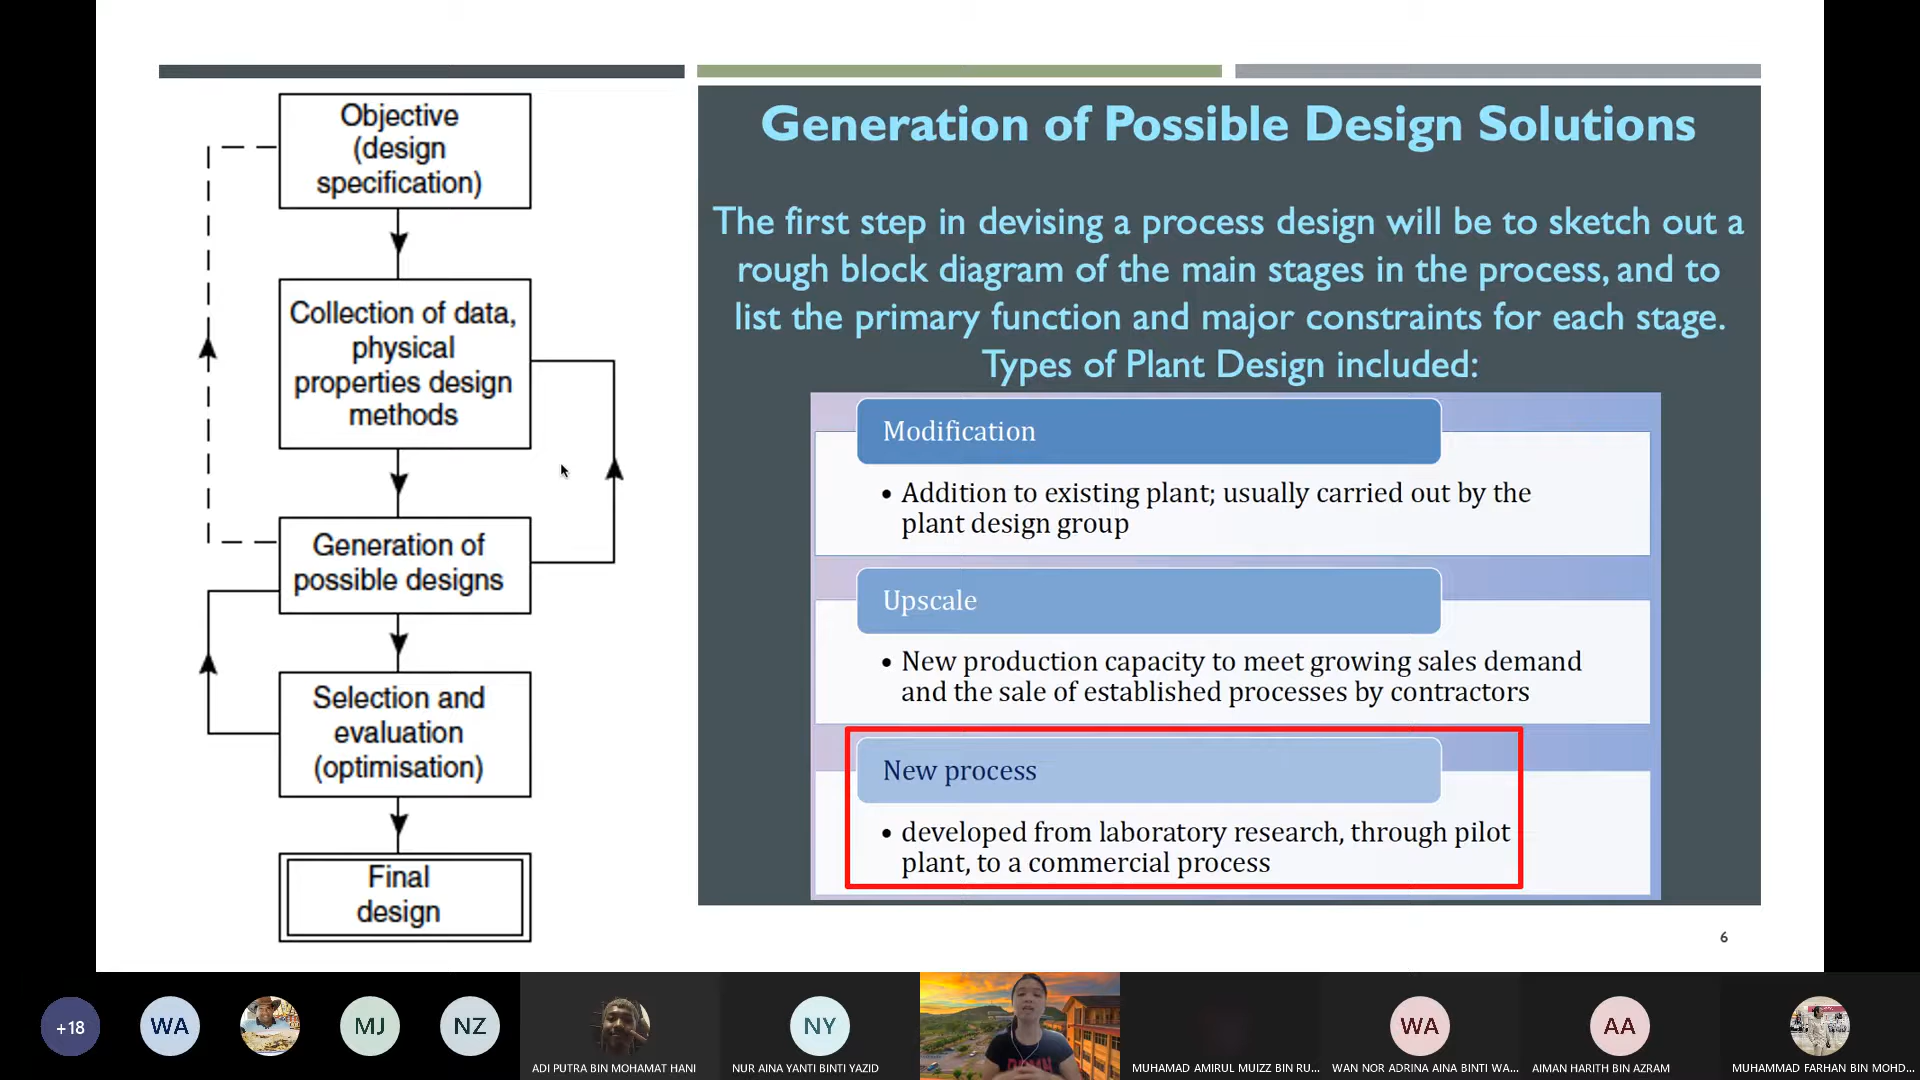 Objective
(design
specification)
Collection of data,
physical
properties design
methods
Generation of
possible designs
Selection and
evaluation
(optimisation)
Final
design
Generation of Possible Design Solutions
The first step in devising a process design will be to sketch out a
rough block diagram of the main stages in the process, and to
list the primary function and major constraints for each stage.
Types of Plant Design included:
Modification
• Addition to existing plant; usually carried out by the
plant design group
Upscale
• New production capacity to meet growing sales demand
and the sale of established processes by contractors
New process
• developed from laboratory research, through pilot
plant, to a commercial process
6
+18
WA
MJ
NZ
ADI PUTRA BIN MOHAMAT HANI
NY
NUR AINA YANTI BINTI YAZID
MUHAMAD AMIRUL MUIZZ BIN RU...
WA
WAN NOR ADRINA AINA BINTI WA...
AA
AIMAN HARITH BIN AZRAM
MUHAMMAD FARHAN BIN MOHD...